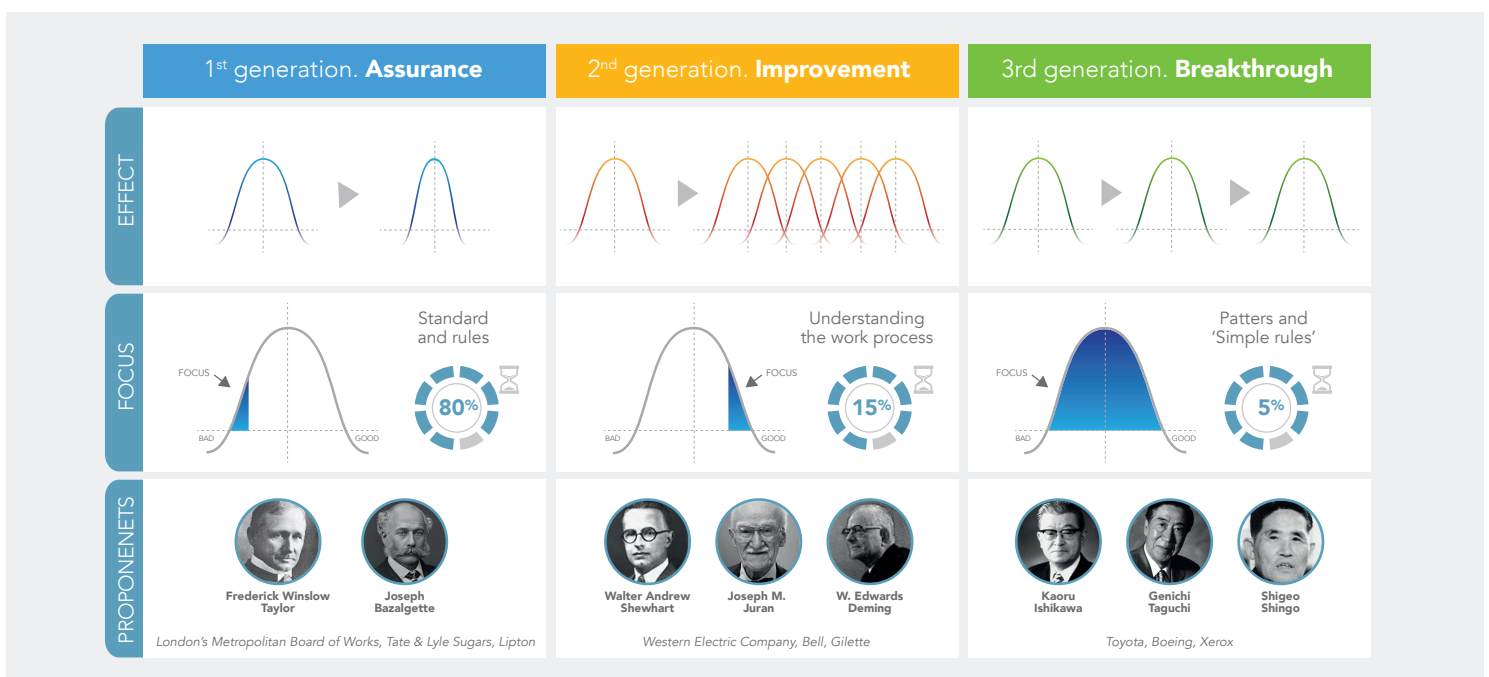 1st generation. Assurance
2nd generation. Improvement
3rd generation. Breakthrough
EFFECT
FOCUS
Standard
and rules
FOCUS
80%
BAD
GOOD
Understanding
the work process
FOCUS
15%
BAD
GOOD
Patters and
‘Simple rules’
FOCUS
5%
BAD
GOOD
PROPONENETS
Frederick Winslow
Taylor
Joseph
Bazalgette
London’s Metropolitan Board of Works, Tate & Lyle Sugars, Lipton
Walter Andrew
Shewhart
Joseph M.
Juran
W. Edwards
Deming
Western Electric Company, Bell, Gilette
Kaoru
Ishikawa
Genichi
Taguchi
Shigeo
Shingo
Toyota, Boeing, Xerox